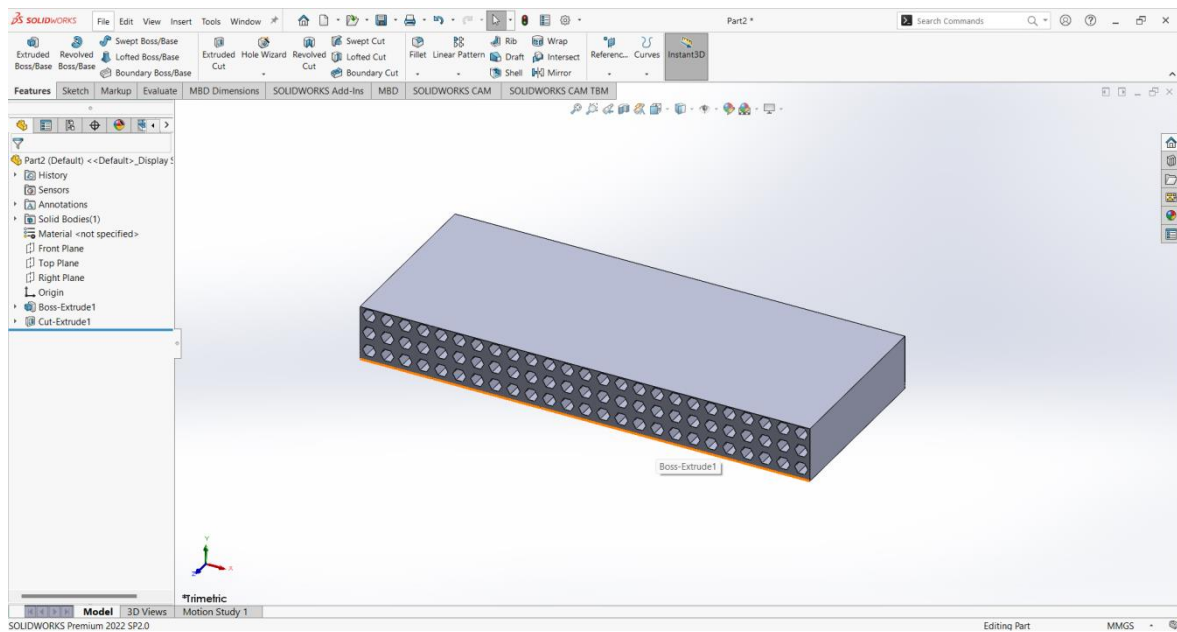 SOLIDWORKS File Edit View Insert Tools Window Part2 * Search Commands
Extruded Boss/Base Revolved Boss/Base Swept Boss/Base Lofted Boss/Base Boundary Boss/Base Extruded Cut Hole Wizard Revolved Cut Swept Cut Lofted Cut Boundary Cut Fillet Linear Pattern Rib Draft Shell Wrap Intersect Mirror Referenc... Curves Instant3D
Features Sketch Markup Evaluate MBD Dimensions SOLIDWORKS Add-Ins MBD SOLIDWORKS CAM SOLIDWORKS CAM TBM
Part2 (Default) <<Default>_Display S
History
Sensors
Annotations
Solid Bodies(1)
Material <not specified>
Front Plane
Top Plane
Right Plane
Origin
Boss-Extrude1
Cut-Extrude1
Boss-Extrude1
Y
X
Z
*Trimetric
Model 3D Views Motion Study 1
SOLIDWORKS Premium 2022 SP2.0 Editing Part MMGS